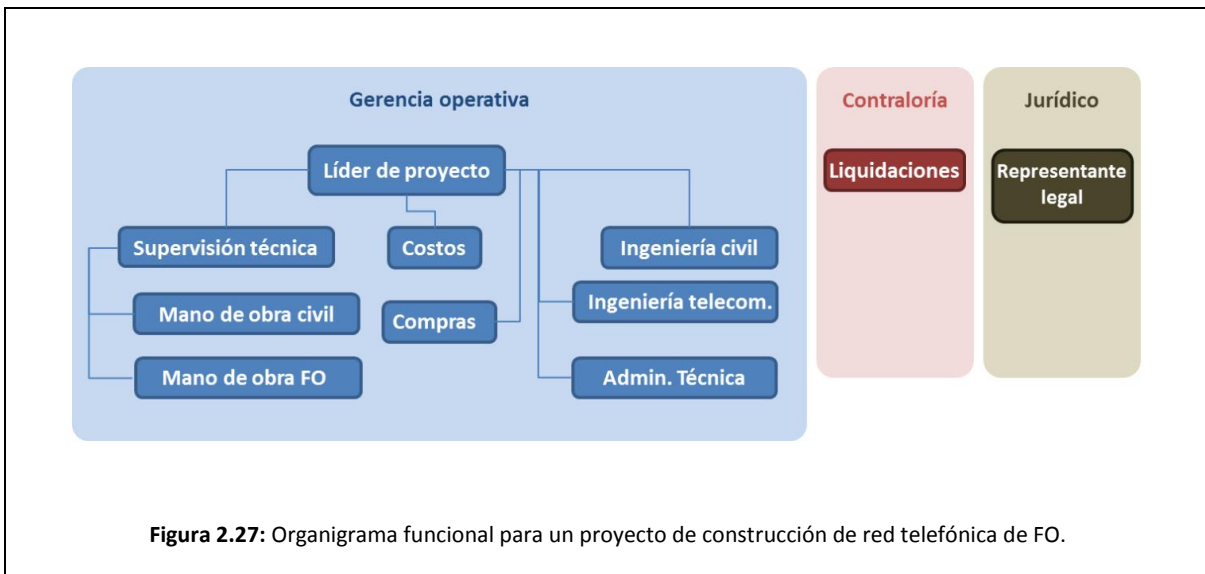 Gerencia operativa
Contraloría
Jurídico
Líder de proyecto
Liquidaciones
Representante
legal
Supervisión técnica
Costos
Ingeniería civil
Mano de obra civil
Compras
Ingeniería telecom.
Mano de obra FO
Admin. Técnica
Figura 2.27: Organigrama funcional para un proyecto de construcción de red telefónica de FO.